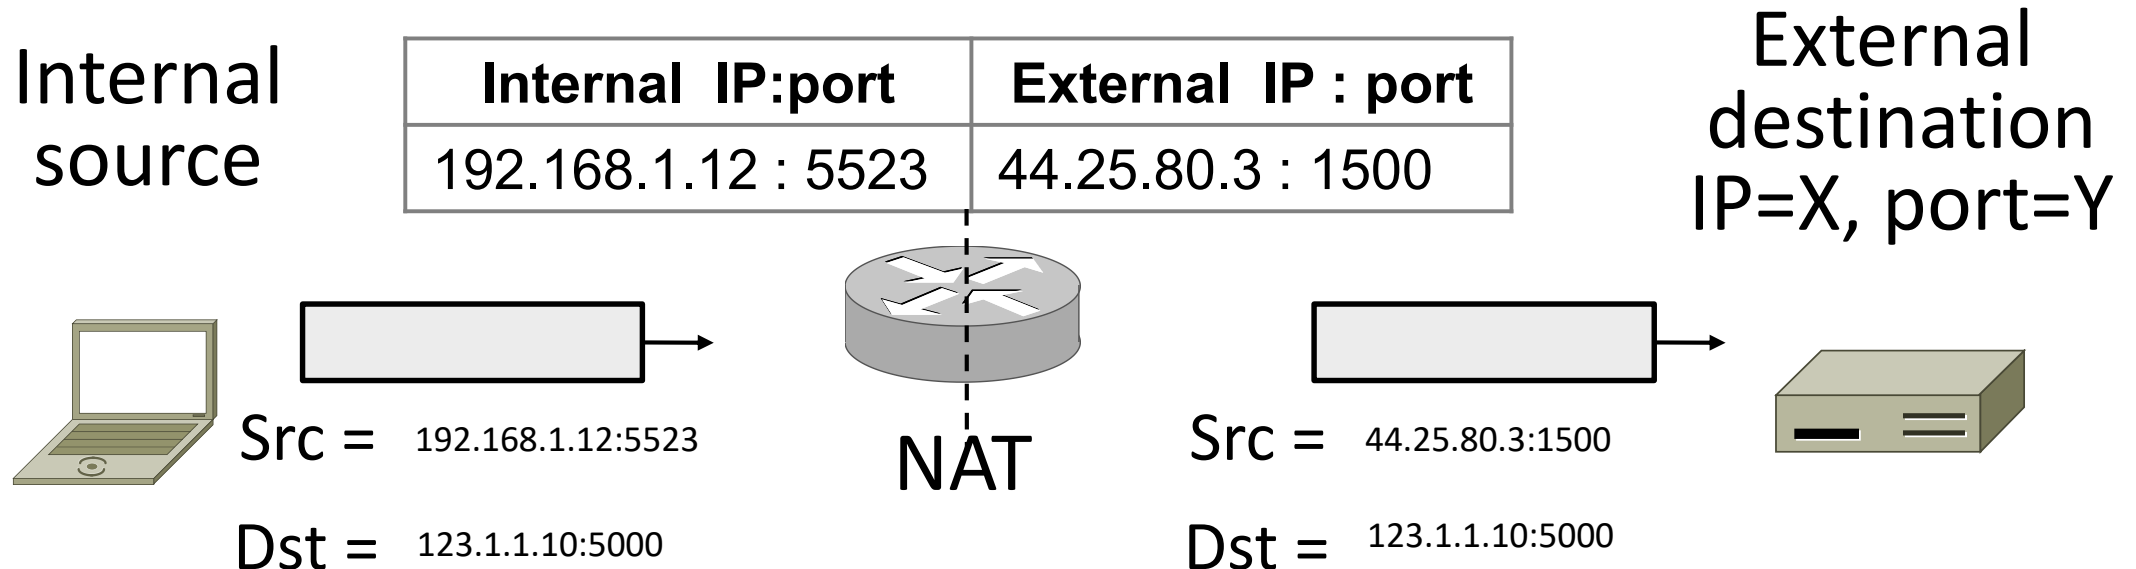 Internal
source
Internal IP:port
External IP : port
192.168.1.12 : 5523
44.25.80.3 : 1500
External
destination
IP=X, port=Y
NAT
Src = 192.168.1.12:5523
Dst = 123.1.1.10:5000
Src = 44.25.80.3:1500
Dst = 123.1.1.10:5000